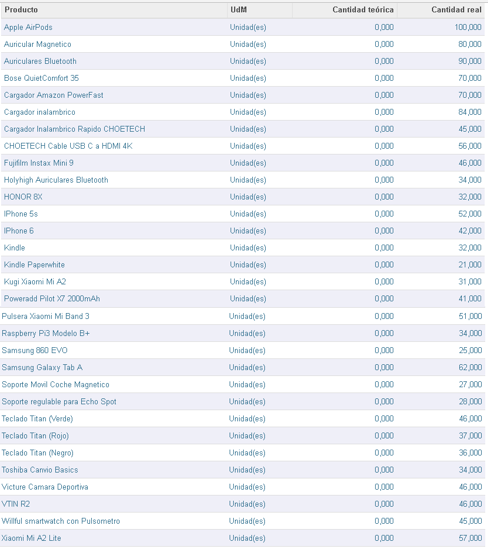 Producto UdM Cantidad teórica Cantidad real
Apple AirPods Unidad(es) 0,000 100,000
Auricular Magnetico Unidad(es) 0,000 80,000
Auriculares Bluetooth Unidad(es) 0,000 90,000
Bose QuietComfort 35 Unidad(es) 0,000 70,000
Cargador Amazon PowerFast Unidad(es) 0,000 70,000
Cargador inalambrico Unidad(es) 0,000 84,000
Cargador Inalambrico Rapido CHOETECH Unidad(es) 0,000 45,000
CHOETECH Cable USB C a HDMI 4K Unidad(es) 0,000 56,000
Fujifilm Instax Mini 9 Unidad(es) 0,000 46,000
Holyhigh Auriculares Bluetooth Unidad(es) 0,000 34,000
HONOR 8X Unidad(es) 0,000 32,000
IPhone 5s Unidad(es) 0,000 52,000
IPhone 6 Unidad(es) 0,000 42,000
Kindle Unidad(es) 0,000 32,000
Kindle Paperwhite Unidad(es) 0,000 21,000
Kugi Xiaomi Mi A2 Unidad(es) 0,000 31,000
Poweradd Pilot X7 2000mAh Unidad(es) 0,000 41,000
Pulsera Xiaomi Mi Band 3 Unidad(es) 0,000 51,000
Raspberry Pi3 Modelo B+ Unidad(es) 0,000 34,000
Samsung 860 EVO Unidad(es) 0,000 25,000
Samsung Galaxy Tab A Unidad(es) 0,000 62,000
Soporte Movil Coche Magnetico Unidad(es) 0,000 27,000
Soporte regulable para Echo Spot Unidad(es) 0,000 28,000
Teclado Titan (Verde) Unidad(es) 0,000 46,000
Teclado Titan (Rojo) Unidad(es) 0,000 37,000
Teclado Titan (Negro) Unidad(es) 0,000 36,000
Toshiba Canvio Basics Unidad(es) 0,000 34,000
Victure Camara Deportiva Unidad(es) 0,000 46,000
VTIN R2 Unidad(es) 0,000 46,000
Willful smartwatch con Pulsometro Unidad(es) 0,000 45,000
Xiaomi Mi A2 Lite Unidad(es) 0,000 57,000